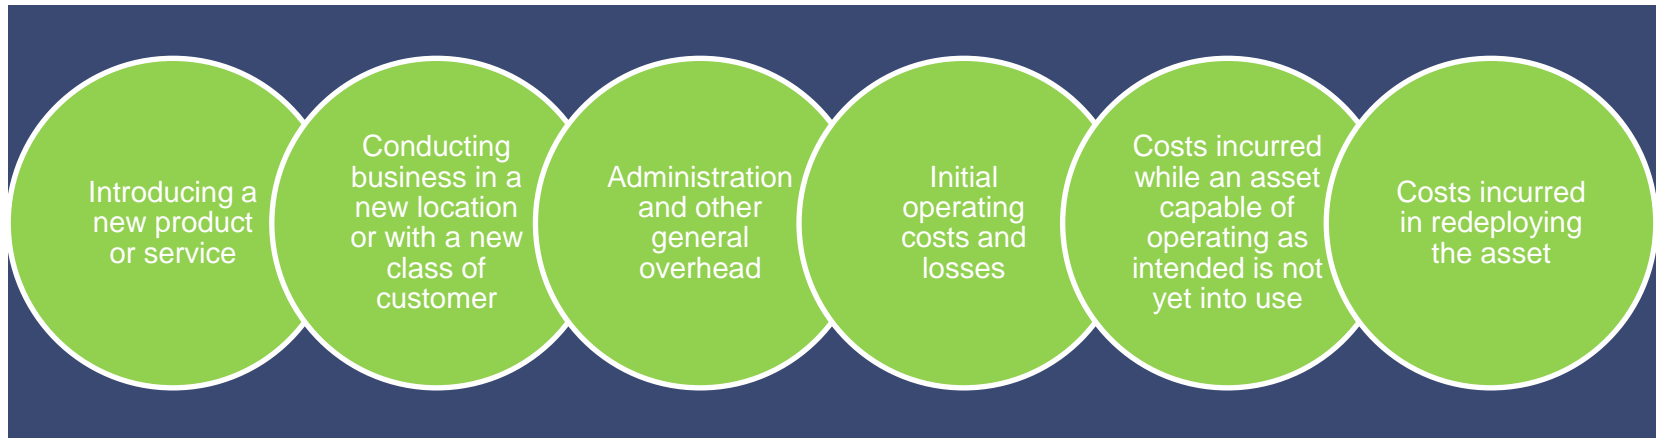 Introducing a
new product
or service
Conducting
business in a
new location
or with a new
class of
customer
Administration
and other
general
overhead
Initial
operating
costs and
losses
Costs incurred
while an asset
capable of
operating as
intended is not
yet into use
Costs incurred
in redeploying
the asset